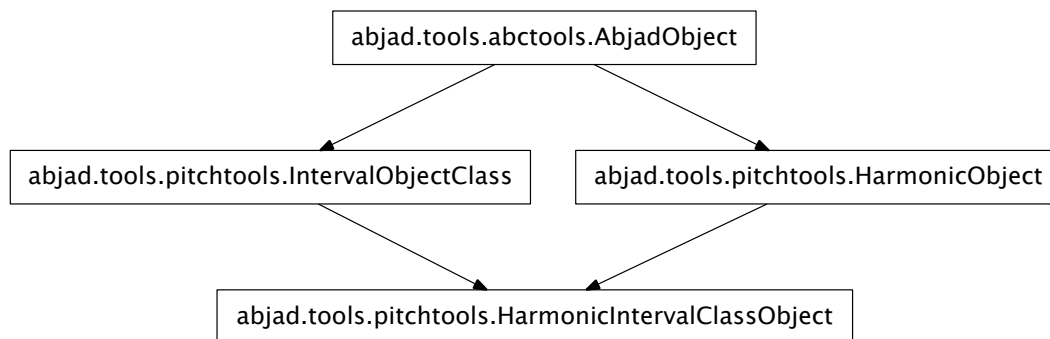 abjad.tools.abctools.AbjadObject
abjad.tools.pitchtools.IntervalObjectClass
abjad.tools.pitchtools.HarmonicObject
abjad.tools.pitchtools.HarmonicIntervalClassObject